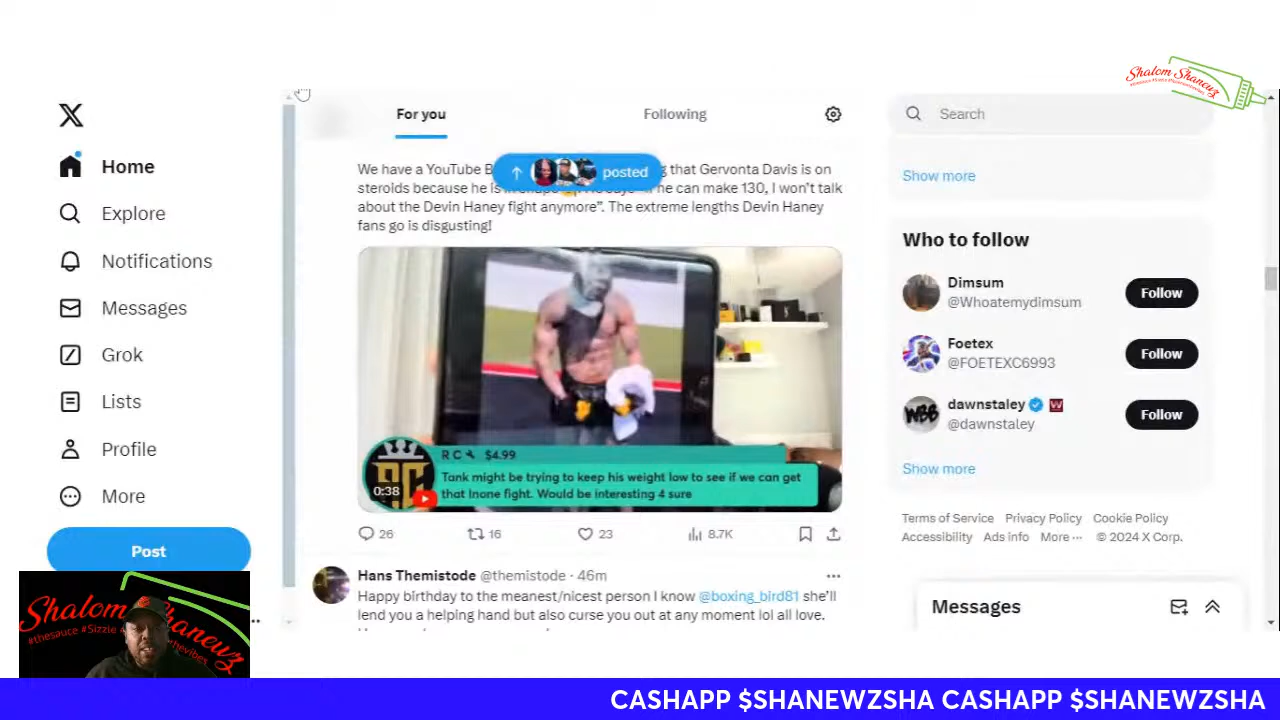 Shalom Shanewz
For you
Following
Search
Home
Explore
Notifications
Messages
Grok
Lists
Profile
More
Post
We have a YouTube B g that Gervonta Davis is on
posted
steroids because he is he can make 130, I won't talk
about the Devin Haney fight anymore". The extreme lengths Devin Haney
fans go is disgusting!
R C $4.99
Tank might be trying to keep his weight low to see if we can get
that Inone fight. Would be interesting 4 sure
0:38
26
16
23
8.7K
Hans Themistode @themistode · 46m
Happy birthday to the meanest/nicest person I know @boxing_bird81 she'll
lend you a helping hand but also curse you out at any moment lol all love.
Show more
Who to follow
Dimsum
@Whoatemydimsum
Follow
Foetex
@FOETEXC6993
Follow
dawnstaley
@dawnstaley
Follow
WBB
Show more
Terms of Service Privacy Policy Cookie Policy
Accessibility Ads info More ··· © 2024 X Corp.
Messages
Shalom Shanewz
#thesauce #Sizzle
CASHAPP $SHANEWZSHA CASHAPP $SHANEWZSHA